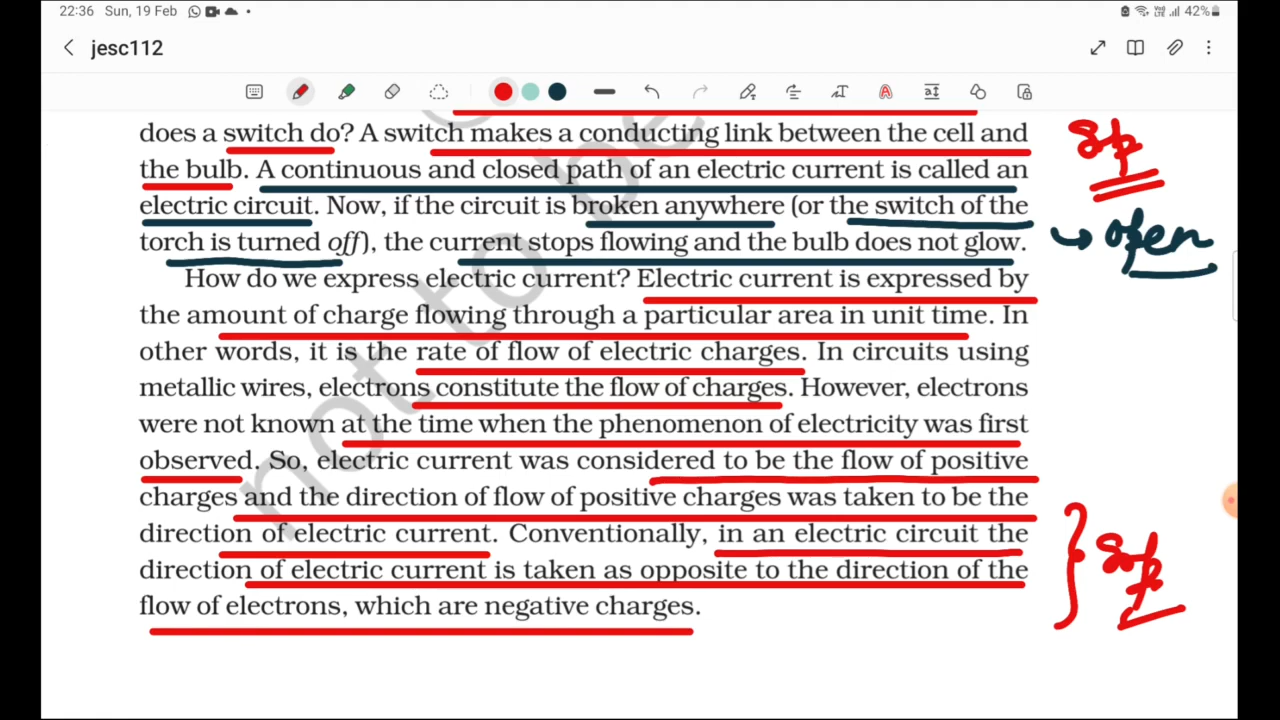 22:36 Sun, 19 Feb
42%
jesc112
does a switch do? A switch makes a conducting link between the cell and
the bulb. A continuous and closed path of an electric current is called an
electric circuit. Now, if the circuit is broken anywhere (or the switch of the
torch is turned off), the current stops flowing and the bulb does not glow.
open
How do we express electric current? Electric current is expressed by
the amount of charge flowing through a particular area in unit time. In
other words, it is the rate of flow of electric charges. In circuits using
metallic wires, electrons constitute the flow of charges. However, electrons
were not known at the time when the phenomenon of electricity was first
observed. So, electric current was considered to be the flow of positive
charges and the direction of flow of positive charges was taken to be the
direction of electric current. Conventionally, in an electric circuit the
direction of electric current is taken as opposite to the direction of the
flow of electrons, which are negative charges.
not to be